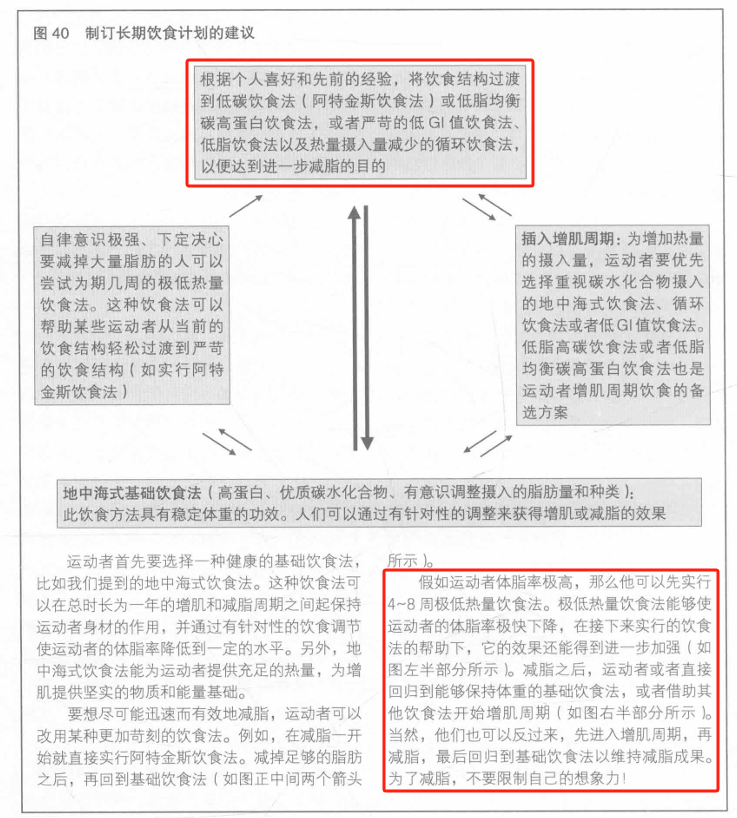 图 40 制订长期饮食计划的建议
根据个人喜好和先前的经验，将饮食结构过渡
到低碳饮食法（阿特金斯饮食法）或低脂均衡
碳高蛋白饮食法，或者严苛的低 GI 值饮食法、
低脂饮食法以及热量摄入量减少的循环饮食法，
以便达到进一步减脂的目的
自律意识极强、下定决心
要减掉大量脂肪的人可以
尝试为期几周的极低热量
饮食法。这种饮食法可以
帮助某些运动者从当前的
饮食结构轻松过渡到严苛
的饮食结构（如实行阿特
金斯饮食法）
插入增肌周期：为增加热量
的摄入量，运动者要优先
选择重视碳水化合物摄入
的地中海式饮食法、循环
饮食法或者低GI值饮食法。
低脂高碳饮食法或者低脂
均衡碳高蛋白饮食法也是
运动者增肌周期饮食的备
选方案
地中海式基础饮食法（高蛋白、优质碳水化合物、有意识调整摄入的脂肪量和种类）：
此饮食方法具有稳定体重的功效。人们可以通过有针对性的调整来获得增肌或减脂的效果
运动者首先要选择一种健康的基础饮食法，
比如我们提到的地中海式饮食法。这种饮食法可
以在总时长为一年的增肌和减脂周期之间起保持
运动者身材的作用，并通过有针对性的饮食调节
使运动者的体脂率降低到一定的水平。另外，地
中海式饮食法能为运动者提供充足的热量，为增
肌提供坚实的物质和能量基础。
要想尽可能迅速而有效地减脂，运动者可以
改用某种更加苛刻的饮食法。例如，在减脂一开
始就直接实行阿特金斯饮食法。减掉足够的脂肪
之后，再回到基础饮食法（如图正中间两个箭头
所示）。
假如运动者体脂率极高，那么他可以先实行
4~8 周极低热量饮食法。极低热量饮食法能够使
运动者的体脂率极快下降，在接下来实行的饮食
法的帮助下，它的效果还能得到进一步加强（如
图左半部分所示）。减脂之后，运动者或者直接
回归到能够保持体重的基础饮食法，或者借助其
他饮食法开始增肌周期（如图右半部分所示）。
当然，他们也可以反过来，先进入增肌周期，再
减脂，最后回归到基础饮食法以维持减脂成果。
为了减脂，不要限制自己的想象力！